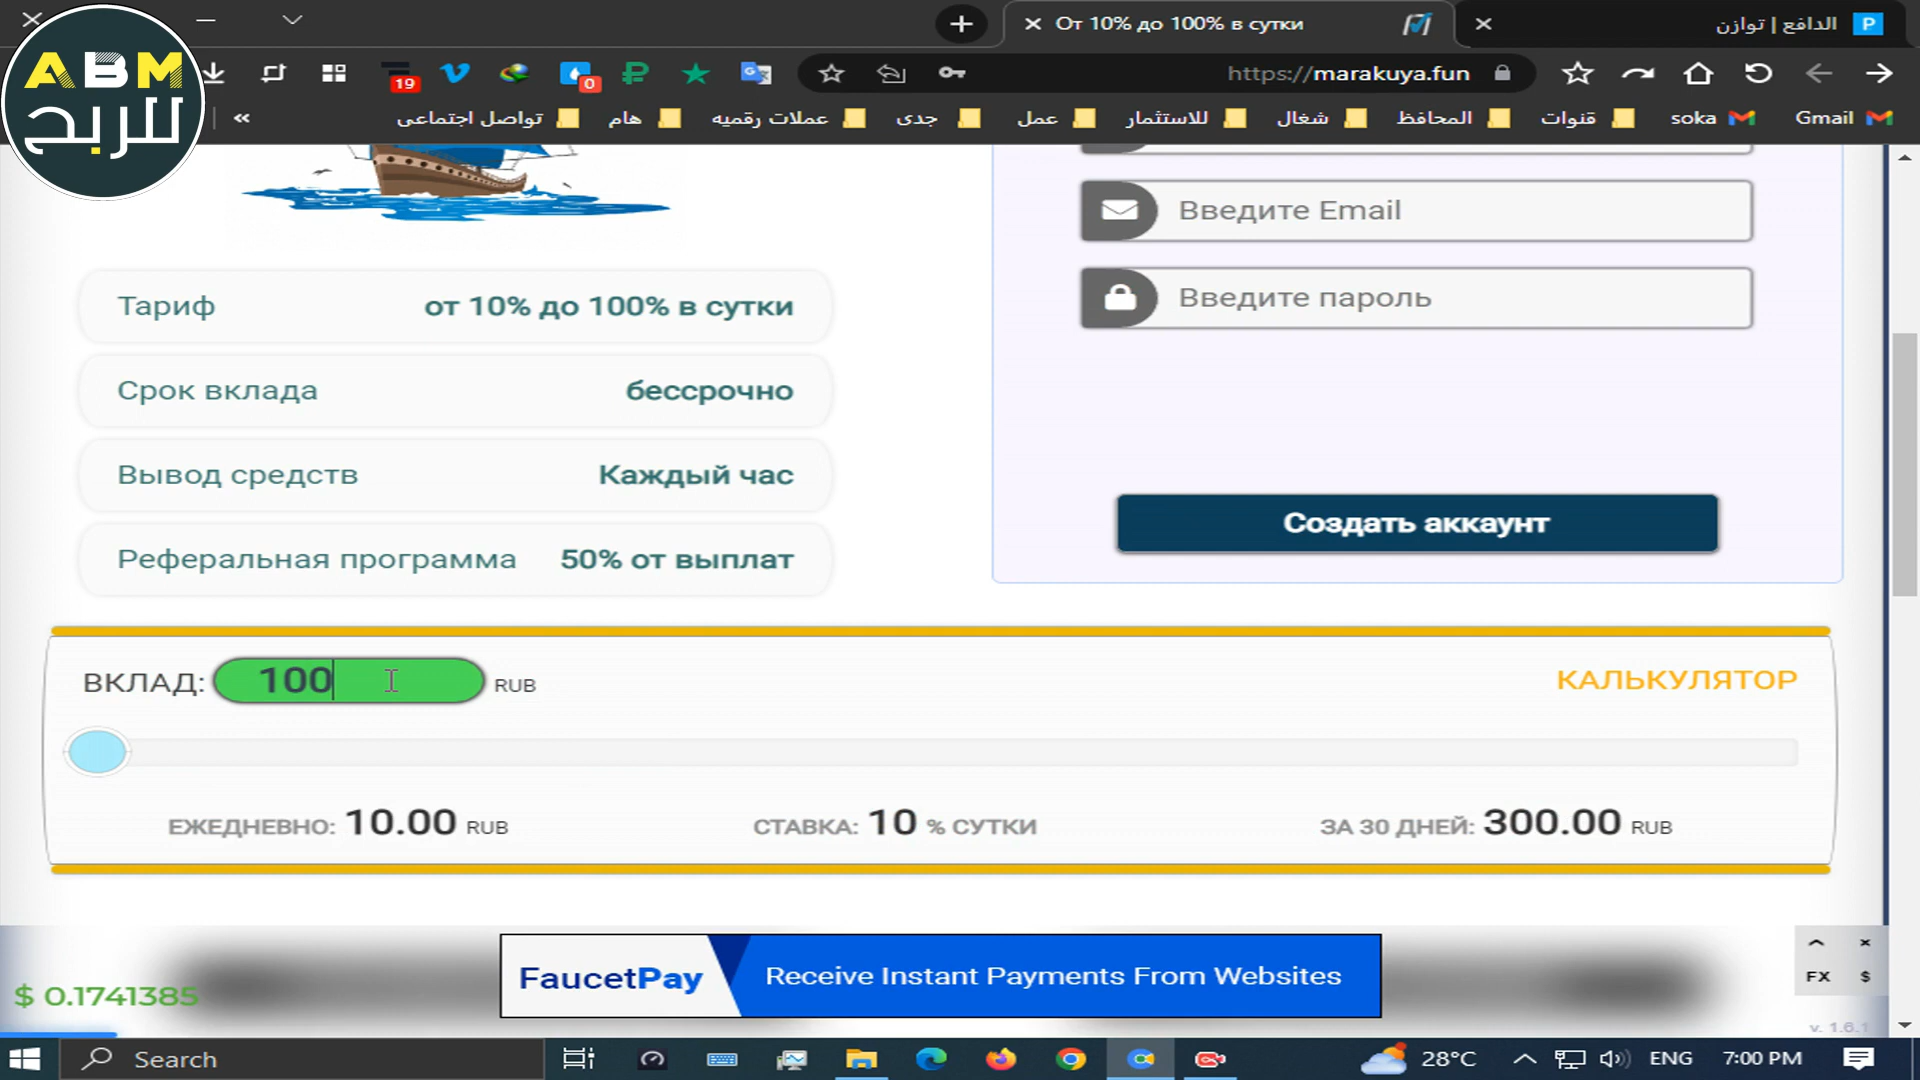 От 10% до 100% в сутки
الدافع | توازن
P
ABM
للربح
19
0
https://marakuya.fun
تواصل اجتماعى
هام
عملات رقميه
جدى
عمل
للاستثمار
شغال
المحافظ
قنوات
soka
Gmail
Введите Email
Введите пароль
Тариф от 10% до 100% в сутки
Срок вклада бессрочно
Вывод средств Каждый час
Реферальная программа 50% от выплат
Создать аккаунт
ВКЛАД: 100 RUB
КАЛЬКУЛЯТОР
ЕЖЕДНЕВНО: 10.00 RUB
СТАВКА: 10 % СУТКИ
ЗА 30 ДНЕЙ: 300.00 RUB
FaucetPay Receive Instant Payments From Websites
FX $
$ 0.1741385
v. 1.6.1
Search
28°C
ENG
7:00 PM